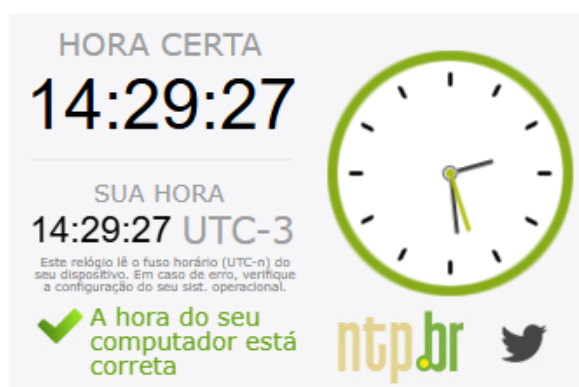 HORA CERTA
14:29:27
SUA HORA
14:29:27 UTC-3
Este relógio lê o fuso horário (UTC-n) do
seu dispositivo. Em caso de erro, verifique
a configuração do seu sist. operacional.
A hora do seu
computador está
correta
ntp.br